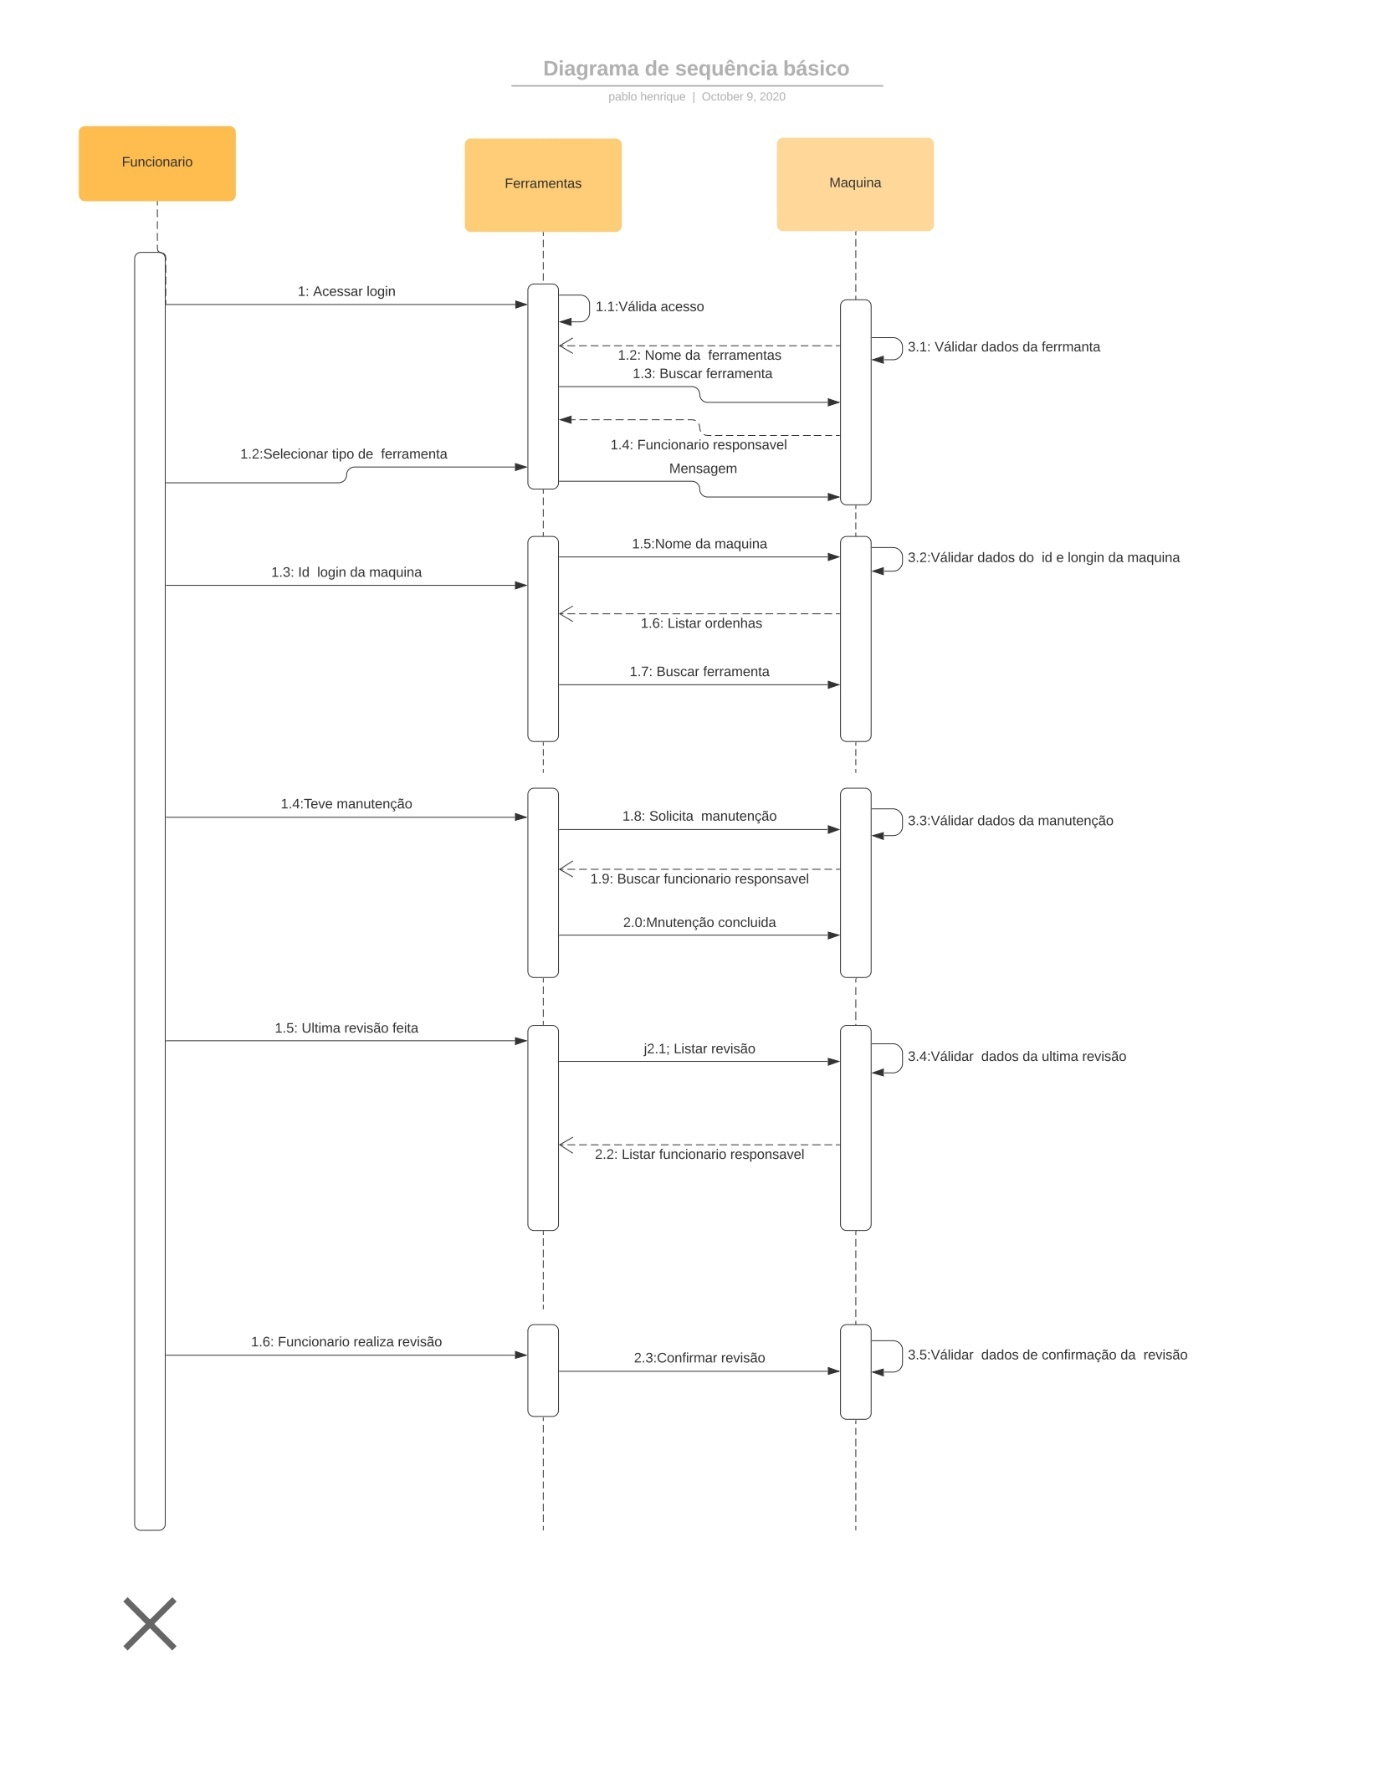 Diagrama de sequência básico
pablo henrique | October 9, 2020
Funcionario
Ferramentas
Maquina
1: Acessar login
1.1:Válida acesso
3.1: Válidar dados da ferrmanta
1.2: Nome da  ferramentas
1.3: Buscar ferramenta
1.4: Funcionario responsavel
1.2:Selecionar tipo de  ferramenta
Mensagem
1.5:Nome da maquina
3.2:Válidar dados do  id e longin da maquina
1.3: Id  login da maquina
1.6: Listar ordenhas
1.7: Buscar ferramenta
1.4:Teve manutenção
1.8: Solicita  manutenção
3.3:Válidar dados da manutenção
1.9: Buscar funcionario responsavel
2.0:Mnutenção concluida
1.5: Ultima revisão feita
j2.1; Listar revisão
3.4:Válidar  dados da ultima revisão
2.2: Listar funcionario responsavel
1.6: Funcionario realiza revisão
2.3:Confirmar revisão
3.5:Válidar  dados de confirmação da  revisão